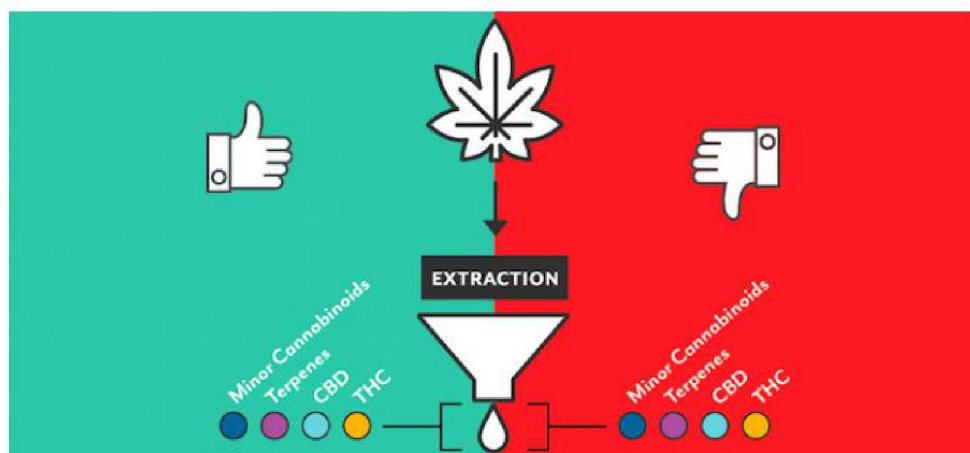 EXTRACTION
Minor Cannabinoids
Terpenes
CBD
THC
Minor Cannabinoids
Terpenes
CBD
THC